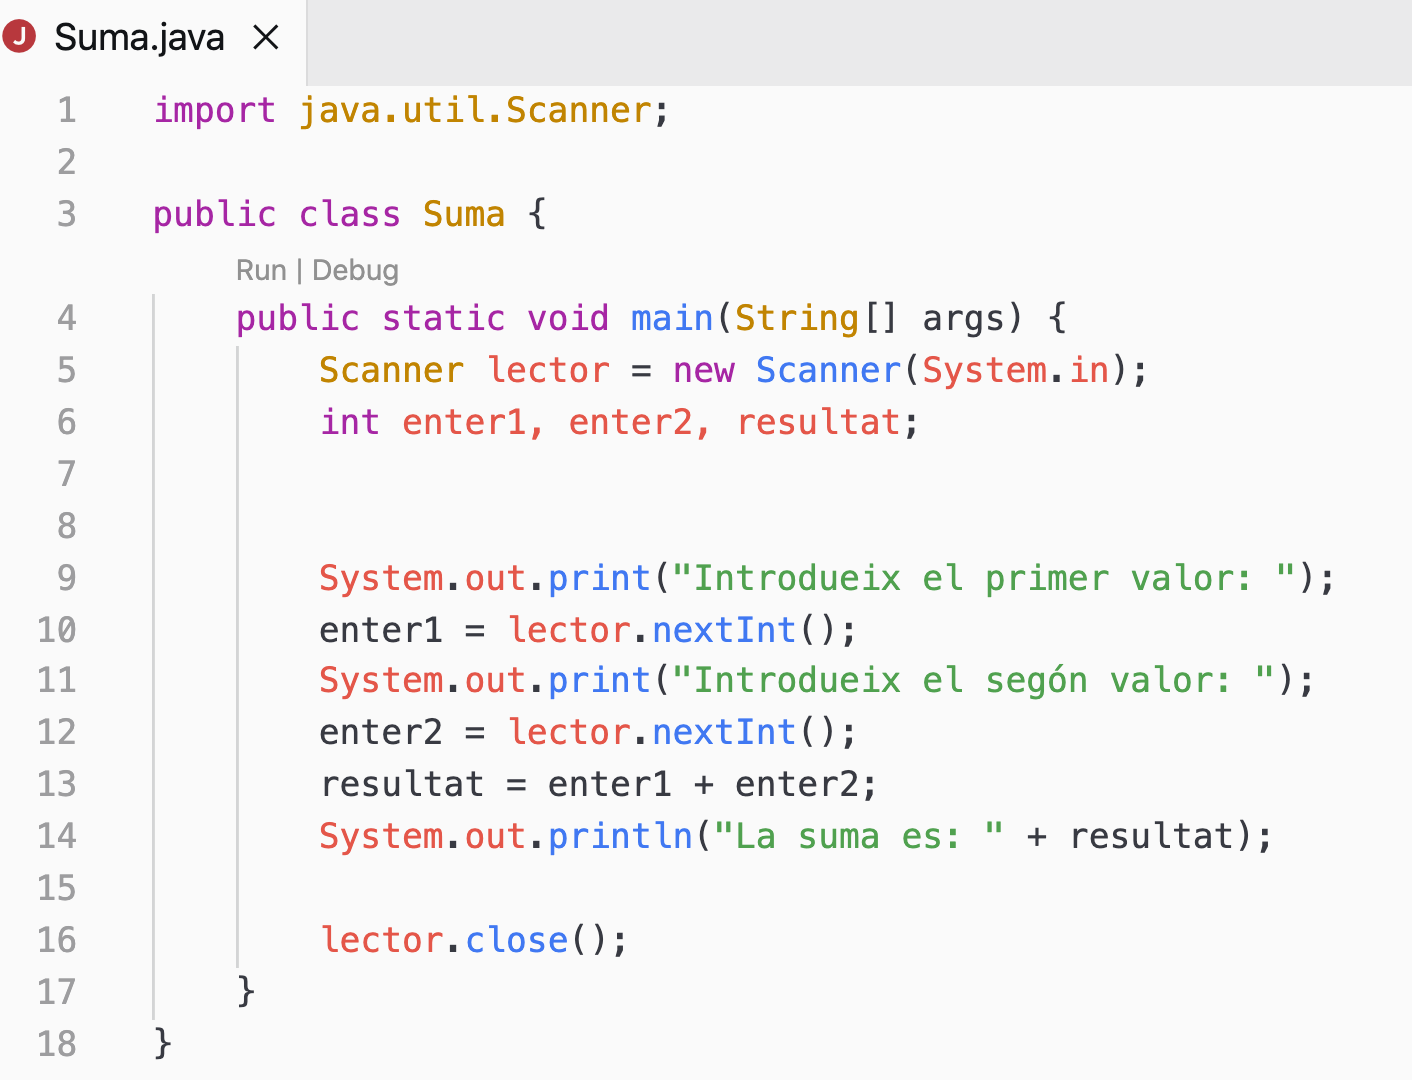 J Suma.java ×
1 import java.util.Scanner;
2
3 public class Suma {
Run | Debug
4 public static void main(String[] args) {
5 Scanner lector = new Scanner(System.in);
6 int enter1, enter2, resultat;
7
8
9 System.out.print("Introdueix el primer valor: ");
10 enter1 = lector.nextInt();
11 System.out.print("Introdueix el segón valor: ");
12 enter2 = lector.nextInt();
13 resultat = enter1 + enter2;
14 System.out.println("La suma es: " + resultat);
15
16 lector.close();
17 }
18 }